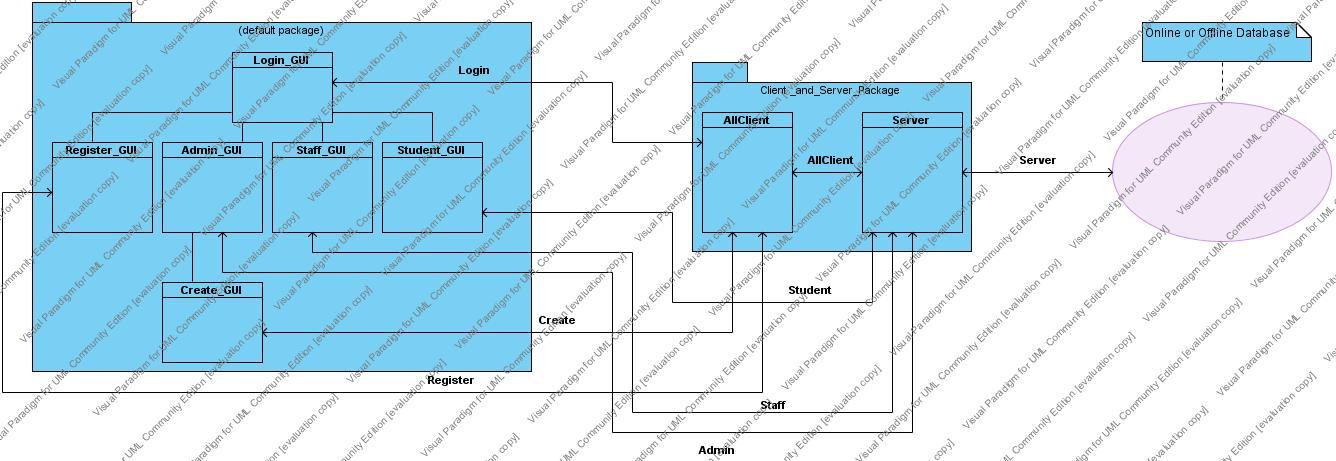 (default package)
Login_GUI
Login
Online or Offline Database
Client_and_Server_Package
AllClient
Server
Register_GUI
Admin_GUI
Staff_GUI
Student_GUI
AllClient
Server
Create_GUI
Student
Create
Register
Staff
Admin
Visual Paradigm for UML Community Edition [evaluation copy]